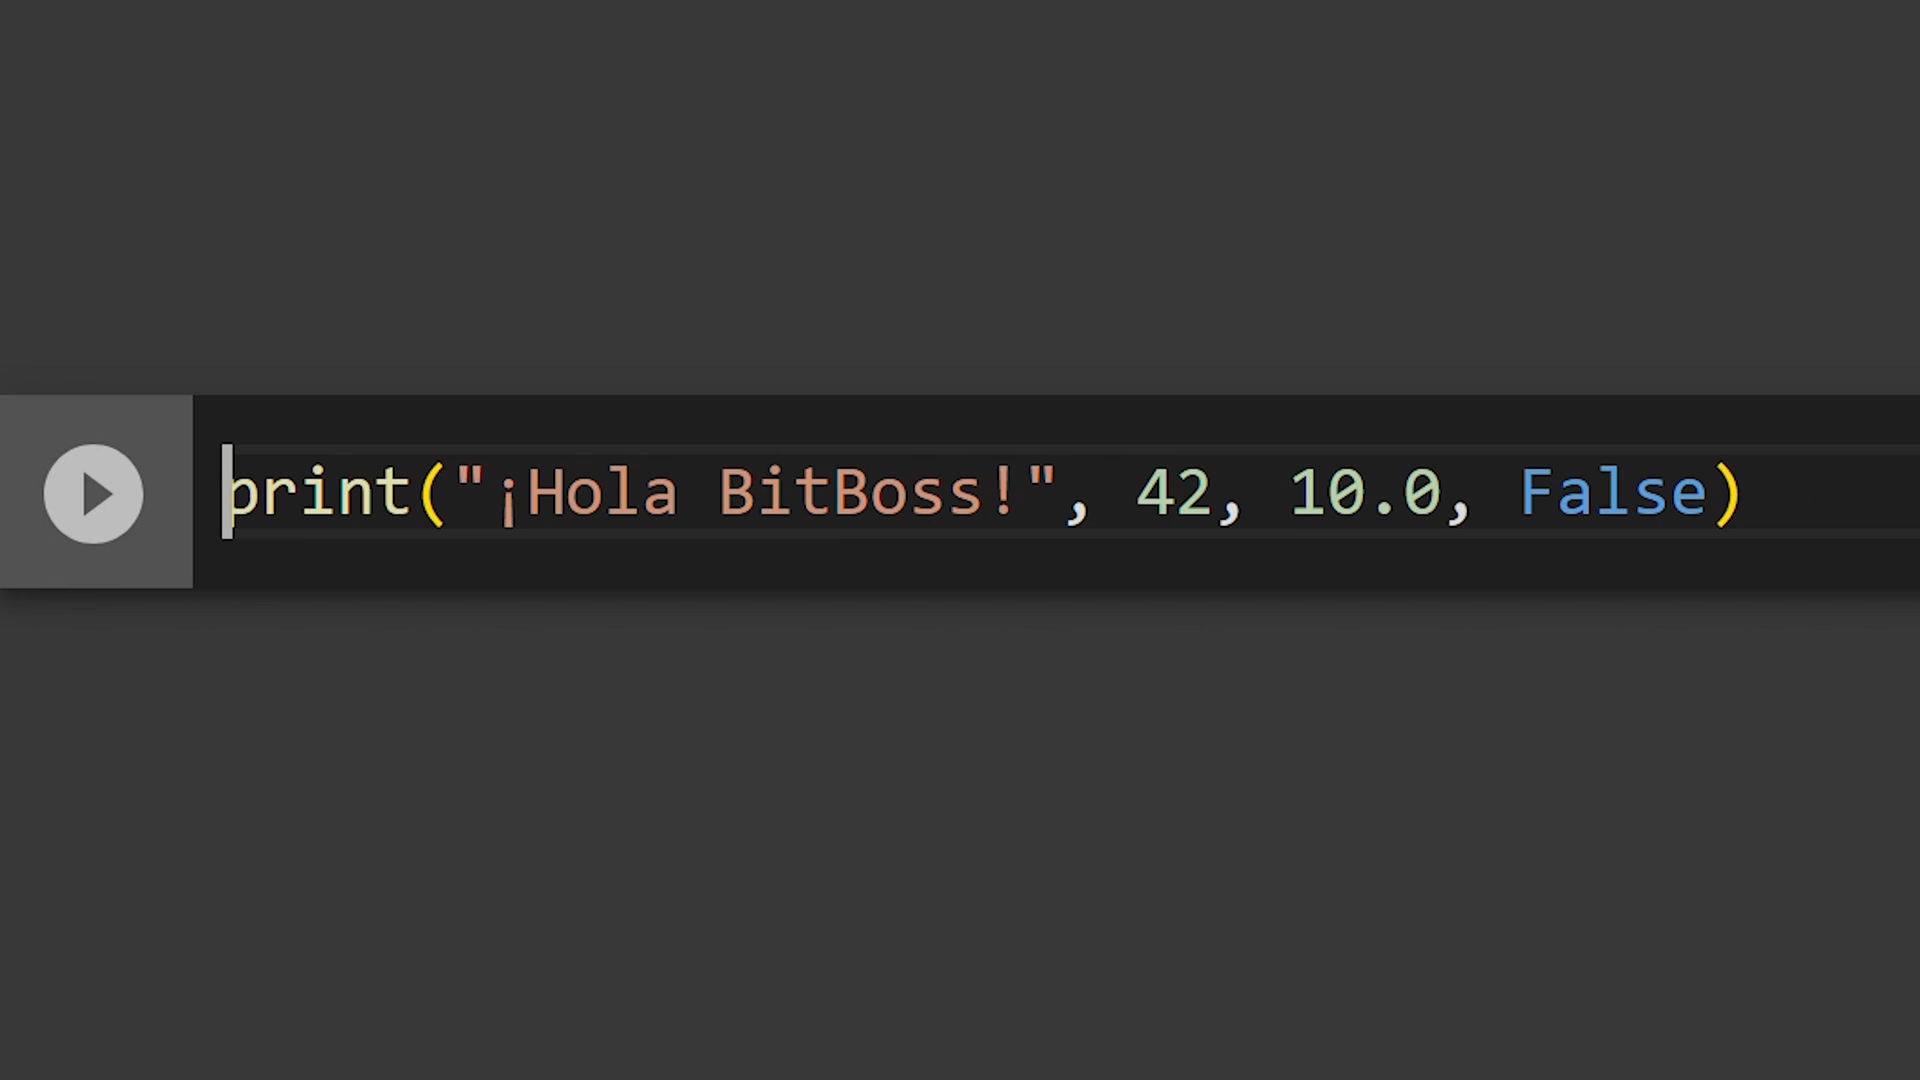 print("¡Hola BitBoss!", 42, 10.0, False)